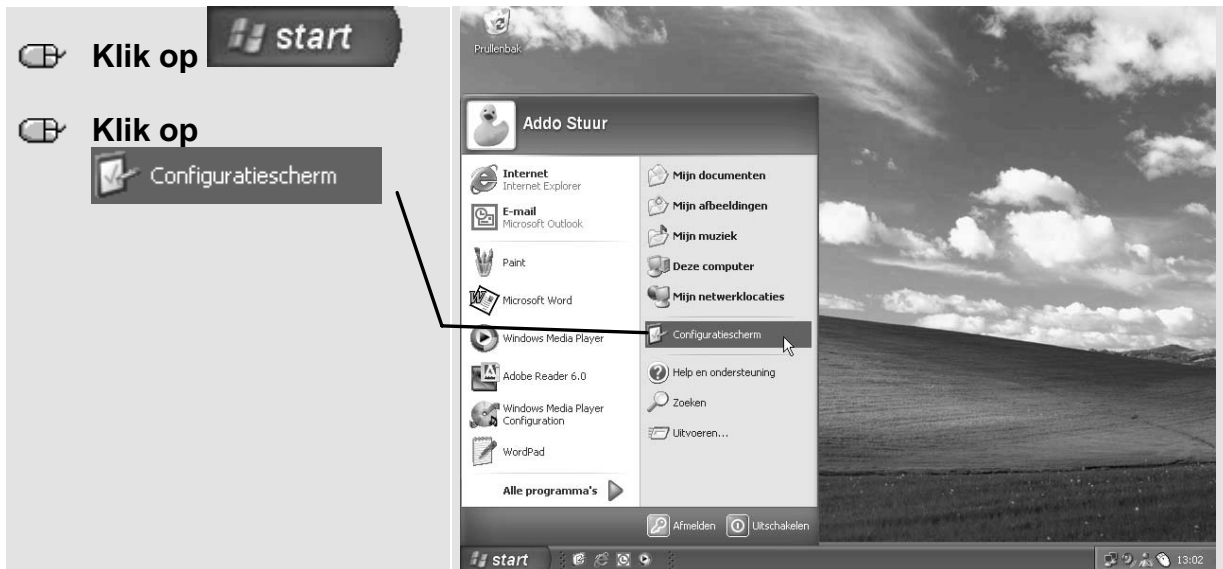 Klik op start
Klik op
Configuratiescherm
Prullenbak
Addo Stuur
Internet
Internet Explorer
E-mail
Microsoft Outlook
Paint
Microsoft Word
Windows Media Player
Adobe Reader 6.0
Windows Media Player
Configuration
WordPad
Alle programma's
Mijn documenten
Mijn afbeeldingen
Mijn muziek
Deze computer
Mijn netwerklocaties
Configuratiescherm
Help en ondersteuning
Zoeken
Uitvoeren...
Afmelden
Uitschakelen
start
13:02